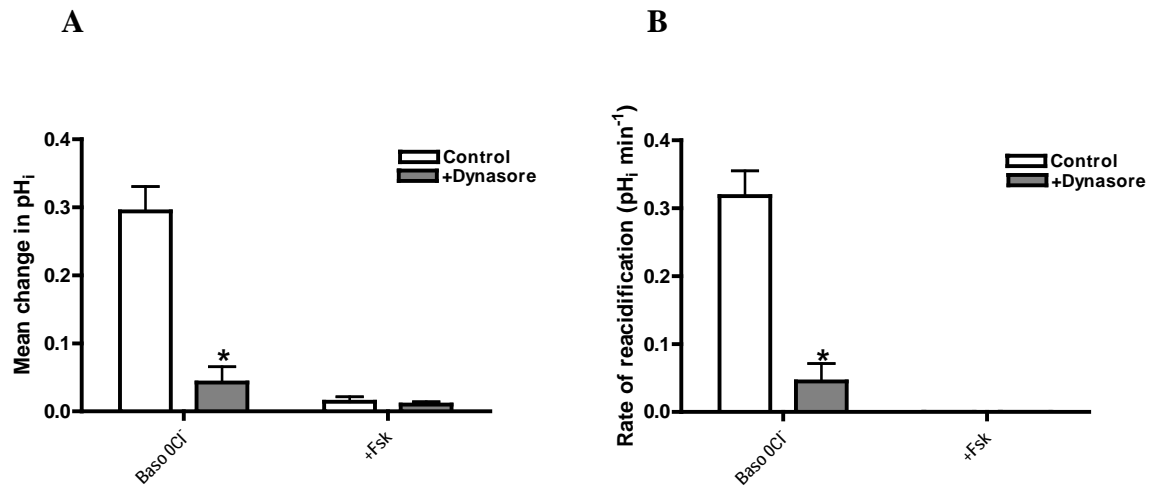 A
Mean change in pHi
0.4
0.3
0.2
0.1
0.0
Control
+Dynasore
*
Baso 0Cl-
+Fsk
B
Rate of reacidification (pHi min-1)
0.4
0.3
0.2
0.1
0.0
Control
+Dynasore
*
Baso 0Cl-
+Fsk